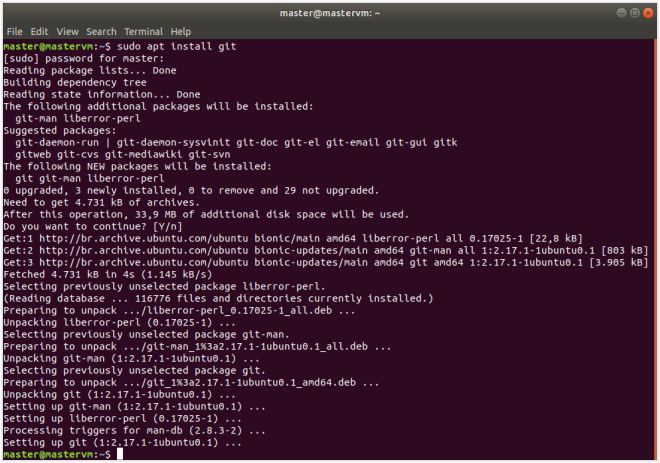 master@mastervm: ~
File Edit View Search Terminal Help
master@mastervm:~$ sudo apt install git
[sudo] password for master:
Reading package lists... Done
Building dependency tree
Reading state information... Done
The following additional packages will be installed:
  git-man liberror-perl
Suggested packages:
  git-daemon-run | git-daemon-sysvinit git-doc git-el git-email git-gui gitk
  gitweb git-cvs git-mediawiki git-svn
The following NEW packages will be installed:
  git git-man liberror-perl
0 upgraded, 3 newly installed, 0 to remove and 29 not upgraded.
Need to get 4.731 kB of archives.
After this operation, 33,9 MB of additional disk space will be used.
Do you want to continue? [Y/n]
Get:1 http://br.archive.ubuntu.com/ubuntu bionic/main amd64 liberror-perl all 0.17025-1 [22,8 kB]
Get:2 http://br.archive.ubuntu.com/ubuntu bionic-updates/main amd64 git-man all 1:2.17.1-1ubuntu0.1 [803 kB]
Get:3 http://br.archive.ubuntu.com/ubuntu bionic-updates/main amd64 git amd64 1:2.17.1-1ubuntu0.1 [3.905 kB]
Fetched 4.731 kB in 4s (1.145 kB/s)
Selecting previously unselected package liberror-perl.
(Reading database ... 116776 files and directories currently installed.)
Preparing to unpack .../liberror-perl_0.17025-1_all.deb ...
Unpacking liberror-perl (0.17025-1) ...
Selecting previously unselected package git-man.
Preparing to unpack .../git-man_1%3a2.17.1-1ubuntu0.1_all.deb ...
Unpacking git-man (1:2.17.1-1ubuntu0.1) ...
Selecting previously unselected package git.
Preparing to unpack .../git_1%3a2.17.1-1ubuntu0.1_amd64.deb ...
Unpacking git (1:2.17.1-1ubuntu0.1) ...
Setting up git-man (1:2.17.1-1ubuntu0.1) ...
Setting up liberror-perl (0.17025-1) ...
Processing triggers for man-db (2.8.3-2) ...
Setting up git (1:2.17.1-1ubuntu0.1) ...
master@mastervm:~$